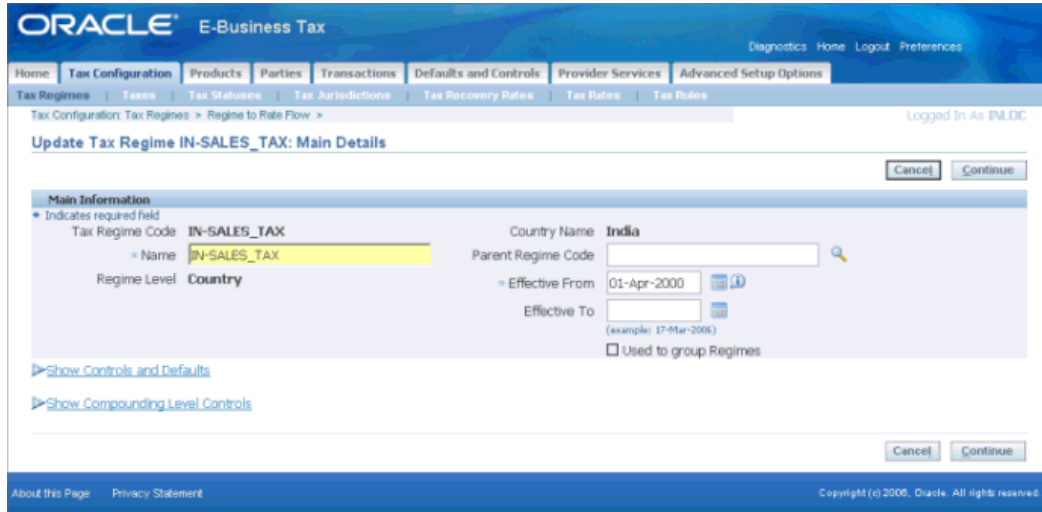 ORACLE® E-Business Tax
Diagnostics Home Logout Preferences
Home Tax Configuration Products Parties Transactions Defaults and Controls Provider Services Advanced Setup Options
Tax Regimes | Taxes | Tax Statuses | Tax Jurisdictions | Tax Recovery Rates | Tax Rates | Tax Rules
Tax Configuration: Tax Regimes > Regime to Rate Flow >
Logged In As INLOC
Update Tax Regime IN-SALES_TAX: Main Details
Cancel Continue
Main Information
* Indicates required field
Tax Regime Code IN-SALES_TAX Country Name India
* Name IN-SALES_TAX Parent Regime Code
Regime Level Country * Effective From 01-Apr-2000
Effective To
(example: 17-Mar-2006)
Used to group Regimes
Show Controls and Defaults
Show Compounding Level Controls
Cancel Continue
About this Page Privacy Statement Copyright (c) 2006, Oracle. All rights reserved.